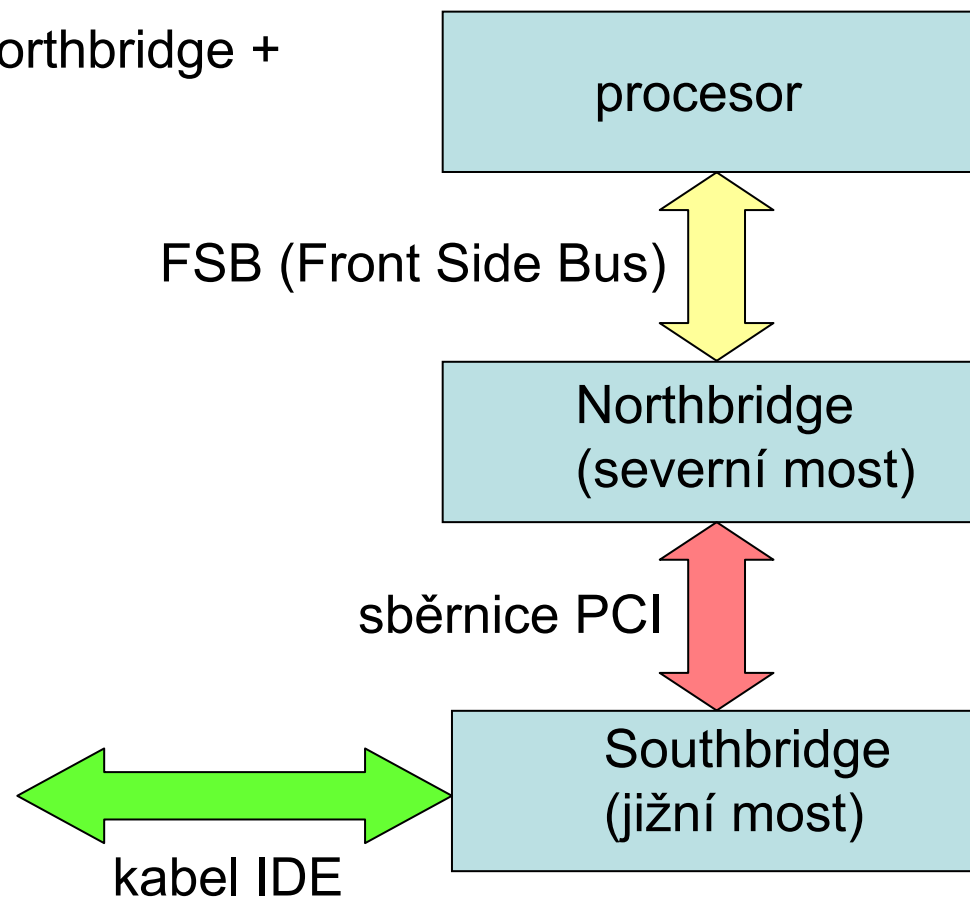 orthbridge +
procesor
FSB (Front Side Bus)
Northbridge
(severní most)
sběrnice PCI
Southbridge
(jižní most)
kabel IDE